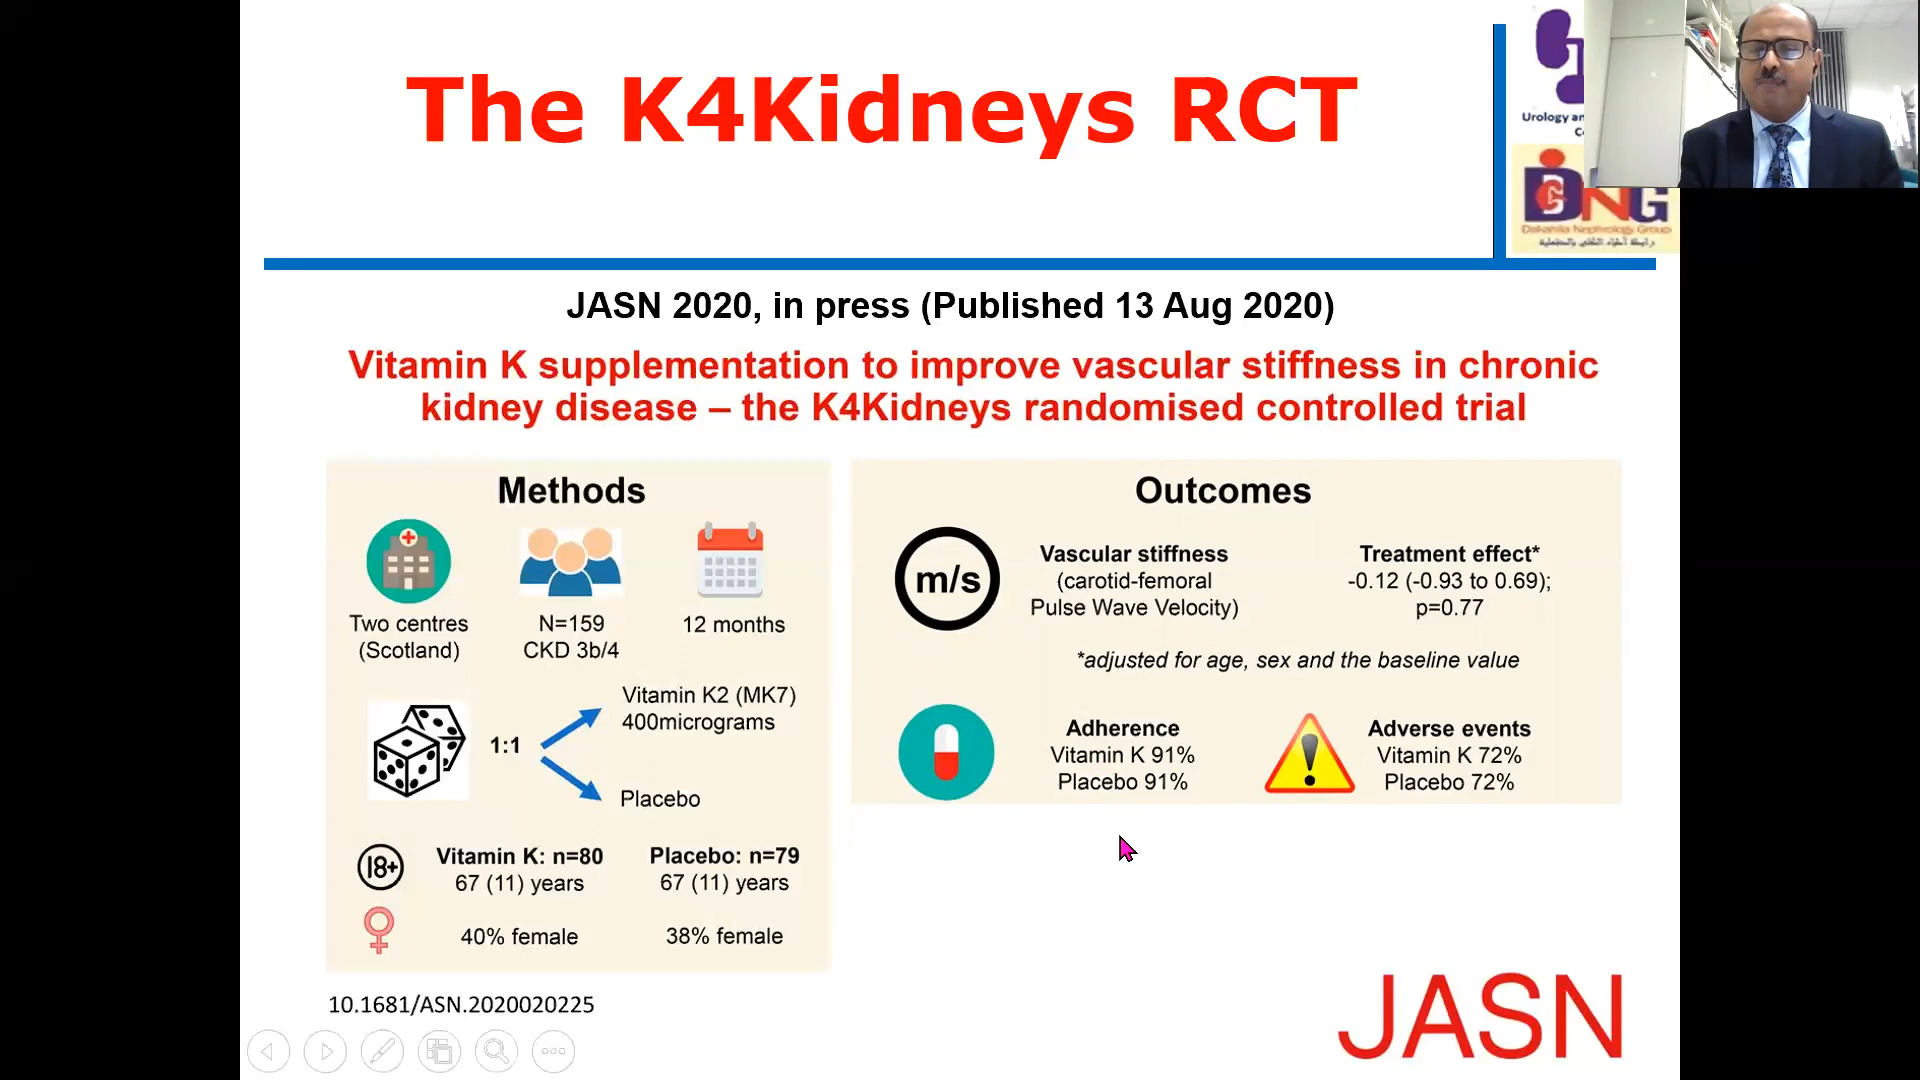 The K4Kidneys RCT
Urology an
C
DNG
Dakahlia Nephrology Group
JASN 2020, in press (Published 13 Aug 2020)
Vitamin K supplementation to improve vascular stiffness in chronic
kidney disease – the K4Kidneys randomised controlled trial
Methods
Two centres
(Scotland)
N=159
CKD 3b/4
12 months
1:1
Vitamin K2 (MK7)
400micrograms
Placebo
18+
Vitamin K: n=80
67 (11) years
Placebo: n=79
67 (11) years
40% female
38% female
Outcomes
m/s
Vascular stiffness
(carotid-femoral
Pulse Wave Velocity)
Treatment effect*
-0.12 (-0.93 to 0.69);
p=0.77
*adjusted for age, sex and the baseline value
Adherence
Vitamin K 91%
Placebo 91%
Adverse events
Vitamin K 72%
Placebo 72%
10.1681/ASN.2020020225
JASN